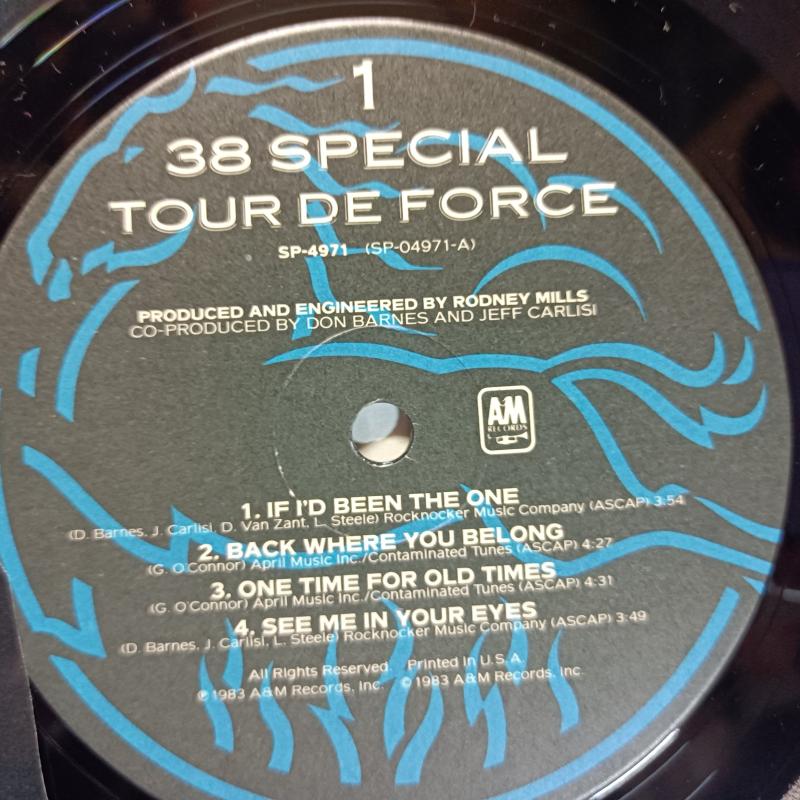 1
38 SPECIAL
TOUR DE FORCE
SP-4971 (SP-04971-A)
PRODUCED AND ENGINEERED BY RODNEY MILLS
CO-PRODUCED BY DON BARNES AND JEFF CARLISI
A&M
RECORDS
1. IF I'D BEEN THE ONE
(D. Barnes, J. Carlisi, D. Van Zant, L. Steele) Rocknocker Music Company (ASCAP) 3:54
2. BACK WHERE YOU BELONG
(G. O'Connor) April Music Inc./Contaminated Tunes (ASCAP) 4:27
3. ONE TIME FOR OLD TIMES
(G. O'Connor) April Music Inc./Contaminated Tunes (ASCAP) 4:31
4. SEE ME IN YOUR EYES
(D. Barnes, J. Carlisi, L. Steele) Rocknocker Music Company (ASCAP) 3:49
All Rights Reserved. Printed In U.S.A.
℗ 1983 A&M Records, Inc. © 1983 A&M Records, Inc.